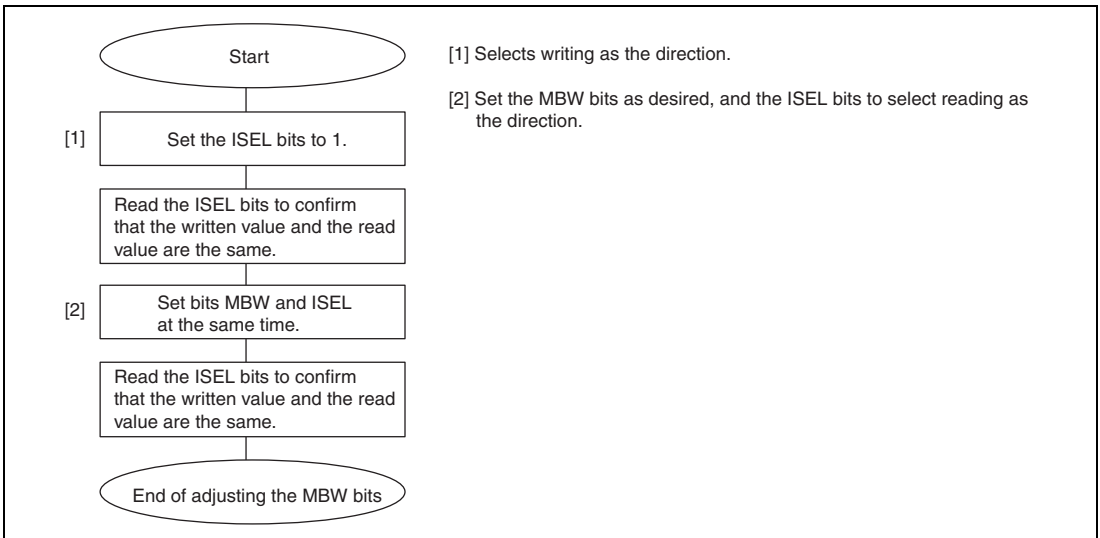 Start
[1] Selects writing as the direction.
[2] Set the MBW bits as desired, and the ISEL bits to select reading as
the direction.
[1]
Set the ISEL bits to 1.
Read the ISEL bits to confirm
that the written value and the read
value are the same.
[2]
Set bits MBW and ISEL
at the same time.
Read the ISEL bits to confirm
that the written value and the read
value are the same.
End of adjusting the MBW bits